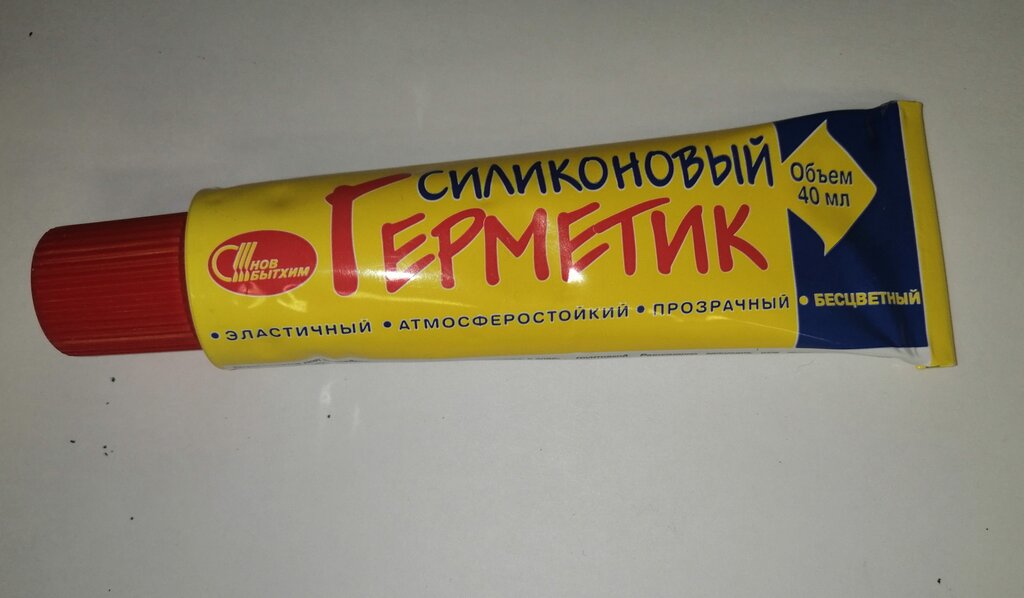 СИЛИКОНОВЫЙ
ГЕРМЕТИК
НОВ
БЫТХИМ
Объем
40 мл
• ЭЛАСТИЧНЫЙ • АТМОСФЕРОСТОЙКИЙ • ПРОЗРАЧНЫЙ • БЕСЦВЕТНЫЙ